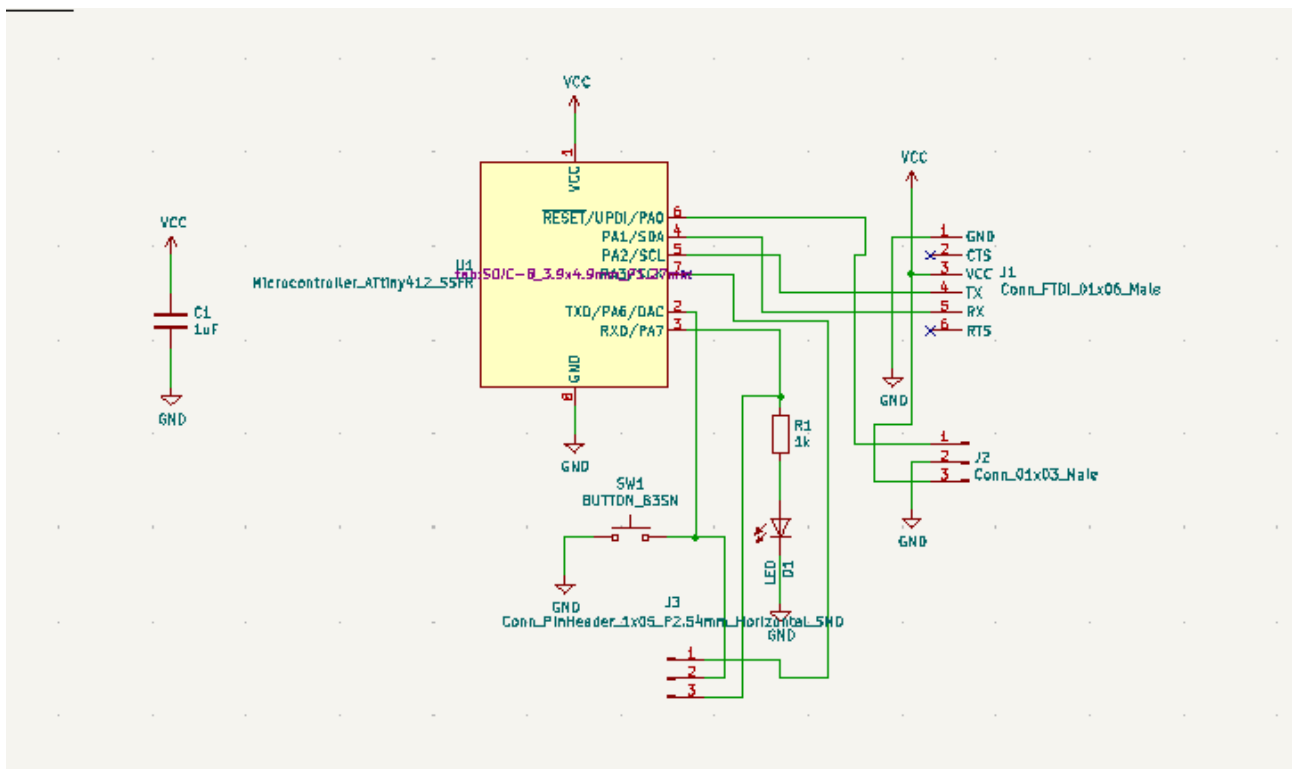 VCC
1
VCC
U1
Microcontroller_ATtiny412_SSFR
RESET/UPDI/PA0
6
PA1/SDA
4
PA2/SCL
5
7
TXD/PA6/DAC
2
RXD/PA7
3
GND
8
GND
VCC
C1
1uF
GND
VCC
1
GND
2
CTS
3
VCC
4
TX
5
RX
6
RTS
J1
Conn_FTDI_01x06_Male
GND
1
2
3
J2
Conn_01x03_Male
GND
R1
1k
SW1
BUTTON_B3SN
GND
LED
D1
GND
J3
Conn_PinHeader_1x05_P2.54mm_Horizontal_SMD
1
2
3